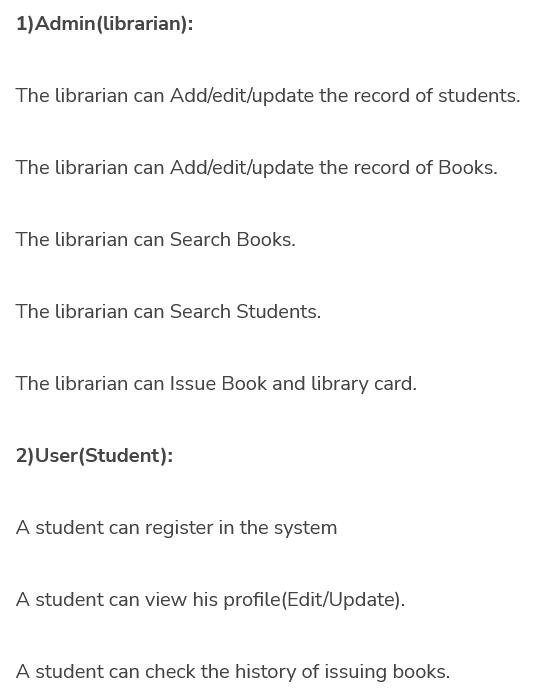 1)Admin(librarian):
The librarian can Add/edit/update the record of students.
The librarian can Add/edit/update the record of Books.
The librarian can Search Books.
The librarian can Search Students.
The librarian can Issue Book and library card.
2)User(Student):
A student can register in the system
A student can view his profile(Edit/Update).
A student can check the history of issuing books.